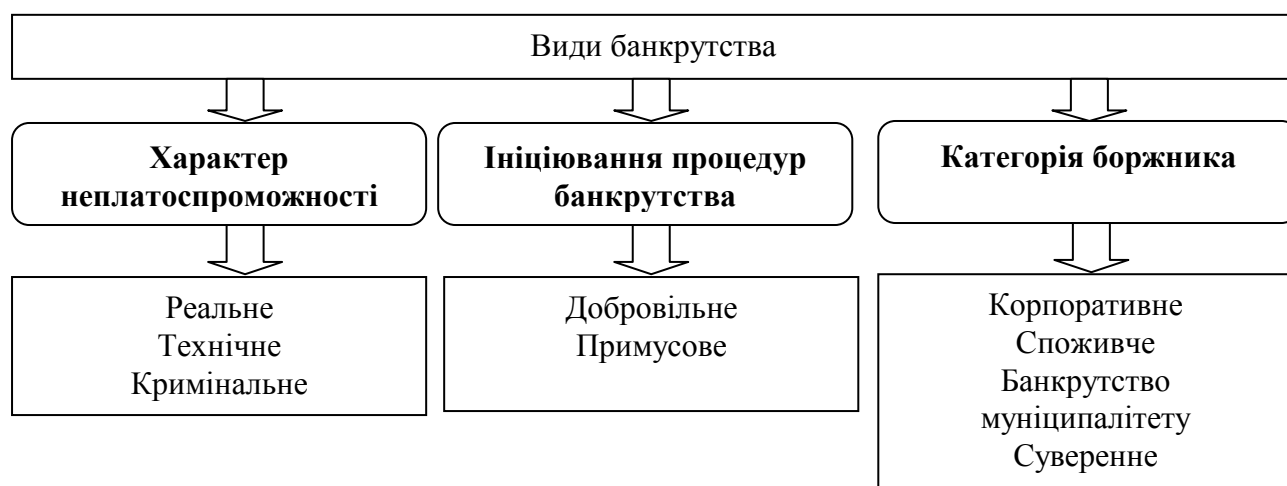 Види банкрутства
Характер
неплатоспроможності
Ініціювання процедур
банкрутства
Категорія боржника
Реальне
Технічне
Кримінальне
Добровільне
Примусове
Корпоративне
Споживче
Банкрутство
муніципалітету
Суверенне